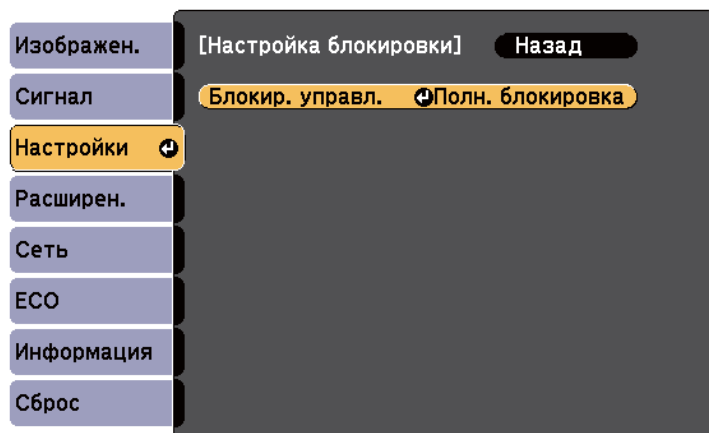 Изображен.
Сигнал
Настройки
Расширен.
Сеть
ECO
Информация
Сброс
[Настройка блокировки] Назад
Блокир. управл. Полн. блокировка